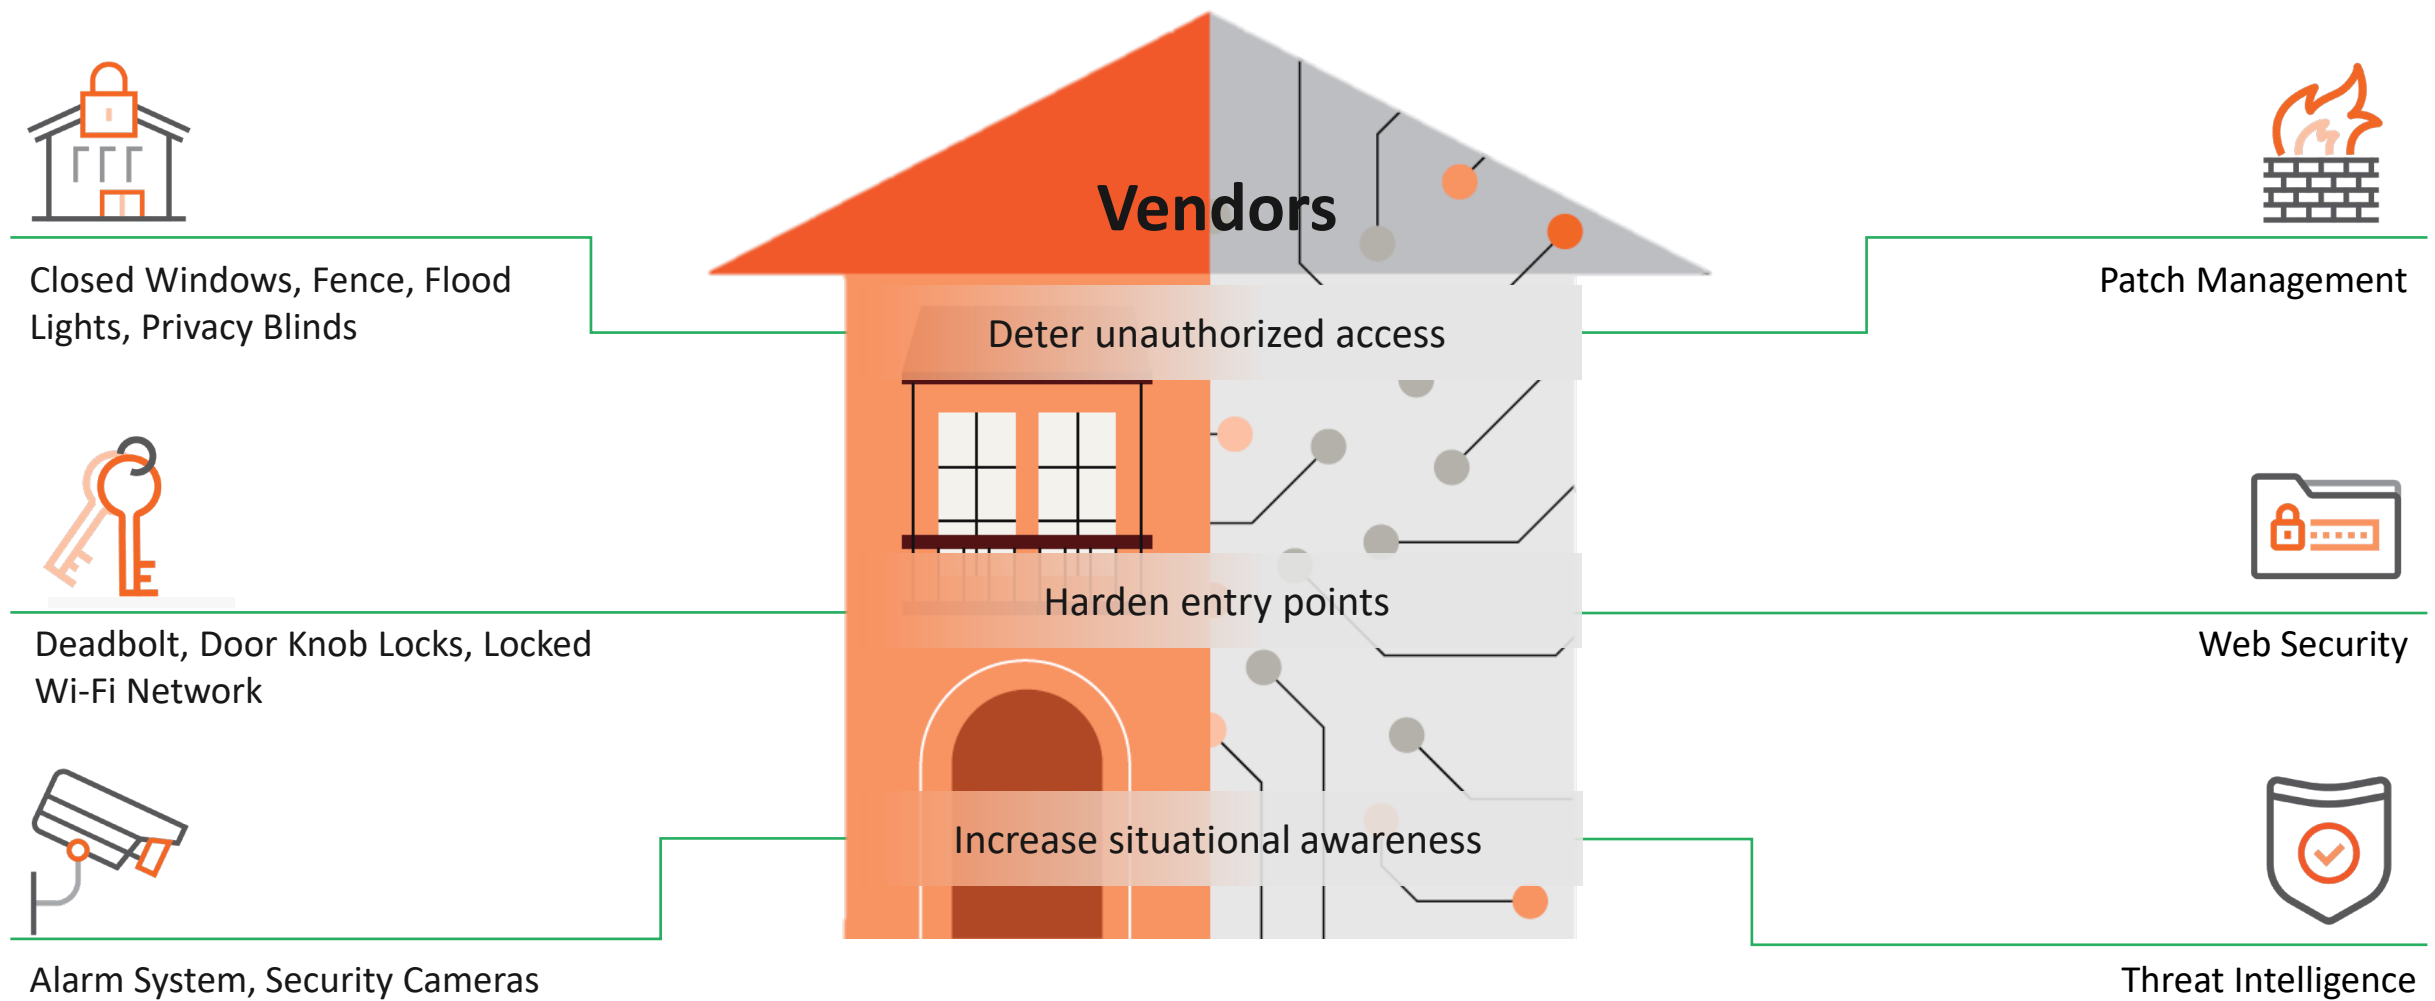 Vendors
Closed Windows, Fence, Flood
Lights, Privacy Blinds
Deter unauthorized access
Patch Management
Deadbolt, Door Knob Locks, Locked
Wi-Fi Network
Harden entry points
Web Security
Alarm System, Security Cameras
Increase situational awareness
Threat Intelligence